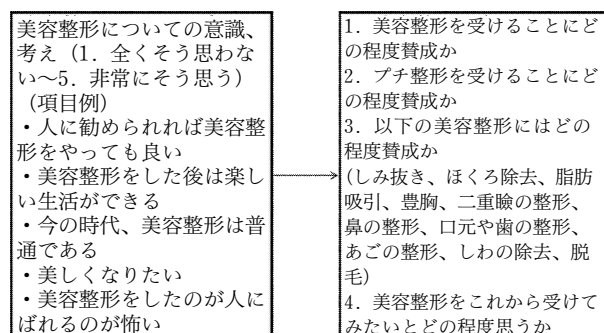 美容整形についての意識、
考え（1．全くそう思わな
い～5．非常にそう思う）
（項目例）
・人に勧められれば美容整
形をやっても良い
・美容整形をした後は楽し
い生活ができる
・今の時代、美容整形は普
通である
・美しくなりたい
・美容整形をしたのが人に
ばれるのが怖い
1．美容整形を受けることにど
の程度賛成か
2．プチ整形を受けることにど
の程度賛成か
3．以下の美容整形にはどの
程度賛成か
(しみ抜き、ほくろ除去、脂肪
吸引、豊胸、二重瞼の整形、
鼻の整形、口元や歯の整形、
あごの整形、しわの除去、脱
毛)
4．美容整形をこれから受けて
みたいとどの程度思うか